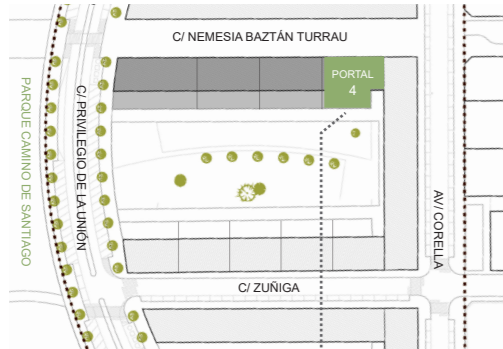 C/ NEMESIA BAZTÁN TURRAU
PORTAL
4
PARQUE CAMINO DE SANTIAGO
C/ PRIVILEGIO DE LA UNIÓN
AV/ CORELLA
C/ ZUÑIGA